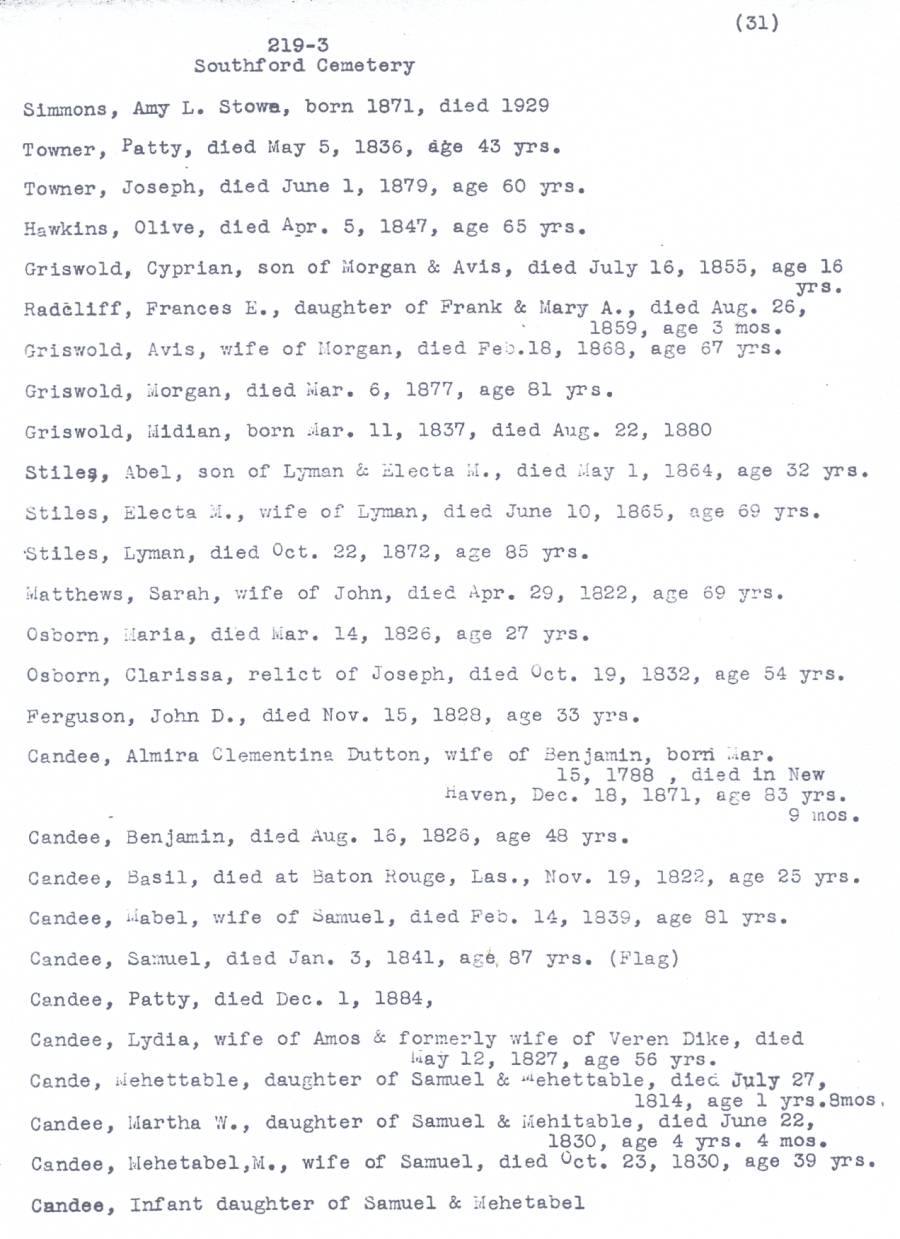 (31)
219-3
Southford Cemetery
Simmons, Amy L. Stowe, born 1871, died 1929
Towner, Patty, died May 5, 1836, age 43 yrs.
Towner, Joseph, died June 1, 1879, age 60 yrs.
Hawkins, Olive, died Apr. 5, 1847, age 65 yrs.
Griswold, Cyprian, son of Morgan & Avis, died July 16, 1855, age 16
yrs.
Radcliff, Frances E., daughter of Frank & Mary A., died Aug. 26,
1859, age 3 mos.
Griswold, Avis, wife of Morgan, died Feb.18, 1868, age 67 yrs.
Griswold, Morgan, died Mar. 6, 1877, age 81 yrs.
Griswold, Midian, born Mar. 11, 1837, died Aug. 22, 1880
Stiles, Abel, son of Lyman & Electa M., died May 1, 1864, age 32 yrs.
Stiles, Electa M., wife of Lyman, died June 10, 1865, age 69 yrs.
Stiles, Lyman, died Oct. 22, 1872, age 85 yrs.
Matthews, Sarah, wife of John, died Apr. 29, 1822, age 69 yrs.
Osborn, Maria, died Mar. 14, 1826, age 27 yrs.
Osborn, Clarissa, relict of Joseph, died Oct. 19, 1832, age 54 yrs.
Ferguson, John D., died Nov. 15, 1828, age 33 yrs.
Candee, Almira Clementine Dutton, wife of Benjamin, born Mar.
15, 1788 , died in New
Haven, Dec. 18, 1871, age 83 yrs.
9 mos.
Candee, Benjamin, died Aug. 16, 1826, age 48 yrs.
Candee, Basil, died at Baton Rouge, Las., Nov. 19, 1822, age 25 yrs.
Candee, Mabel, wife of Samuel, died Feb. 14, 1839, age 81 yrs.
Candee, Samuel, died Jan. 3, 1841, age 87 yrs. (Flag)
Candee, Patty, died Dec. 1, 1884,
Candee, Lydia, wife of Amos & formerly wife of Veren Dike, died
May 12, 1827, age 56 yrs.
Cande, Mehettable, daughter of Samuel & Mehettable, died July 27,
1814, age 1 yrs.8mos.
Candee, Martha W., daughter of Samuel & Mehitable, died June 22,
1830, age 4 yrs. 4 mos.
Candee, Mehetabel,M., wife of Samuel, died Oct. 23, 1830, age 39 yrs.
Candee, Infant daughter of Samuel & Mehetabel